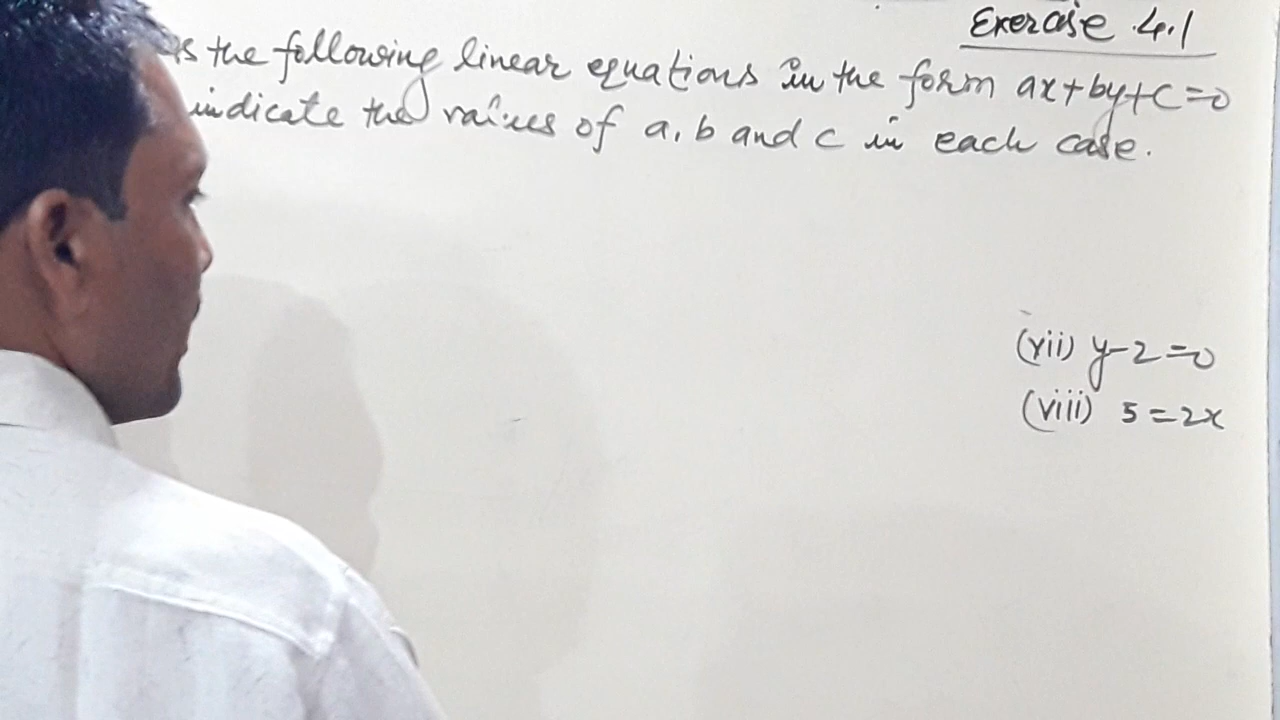 Exercise 4.1
the following linear equations in the form ax+by+c=0
indicate the values of a, b and c in each case.
(vii) y-2=0
(viii) 5=2x